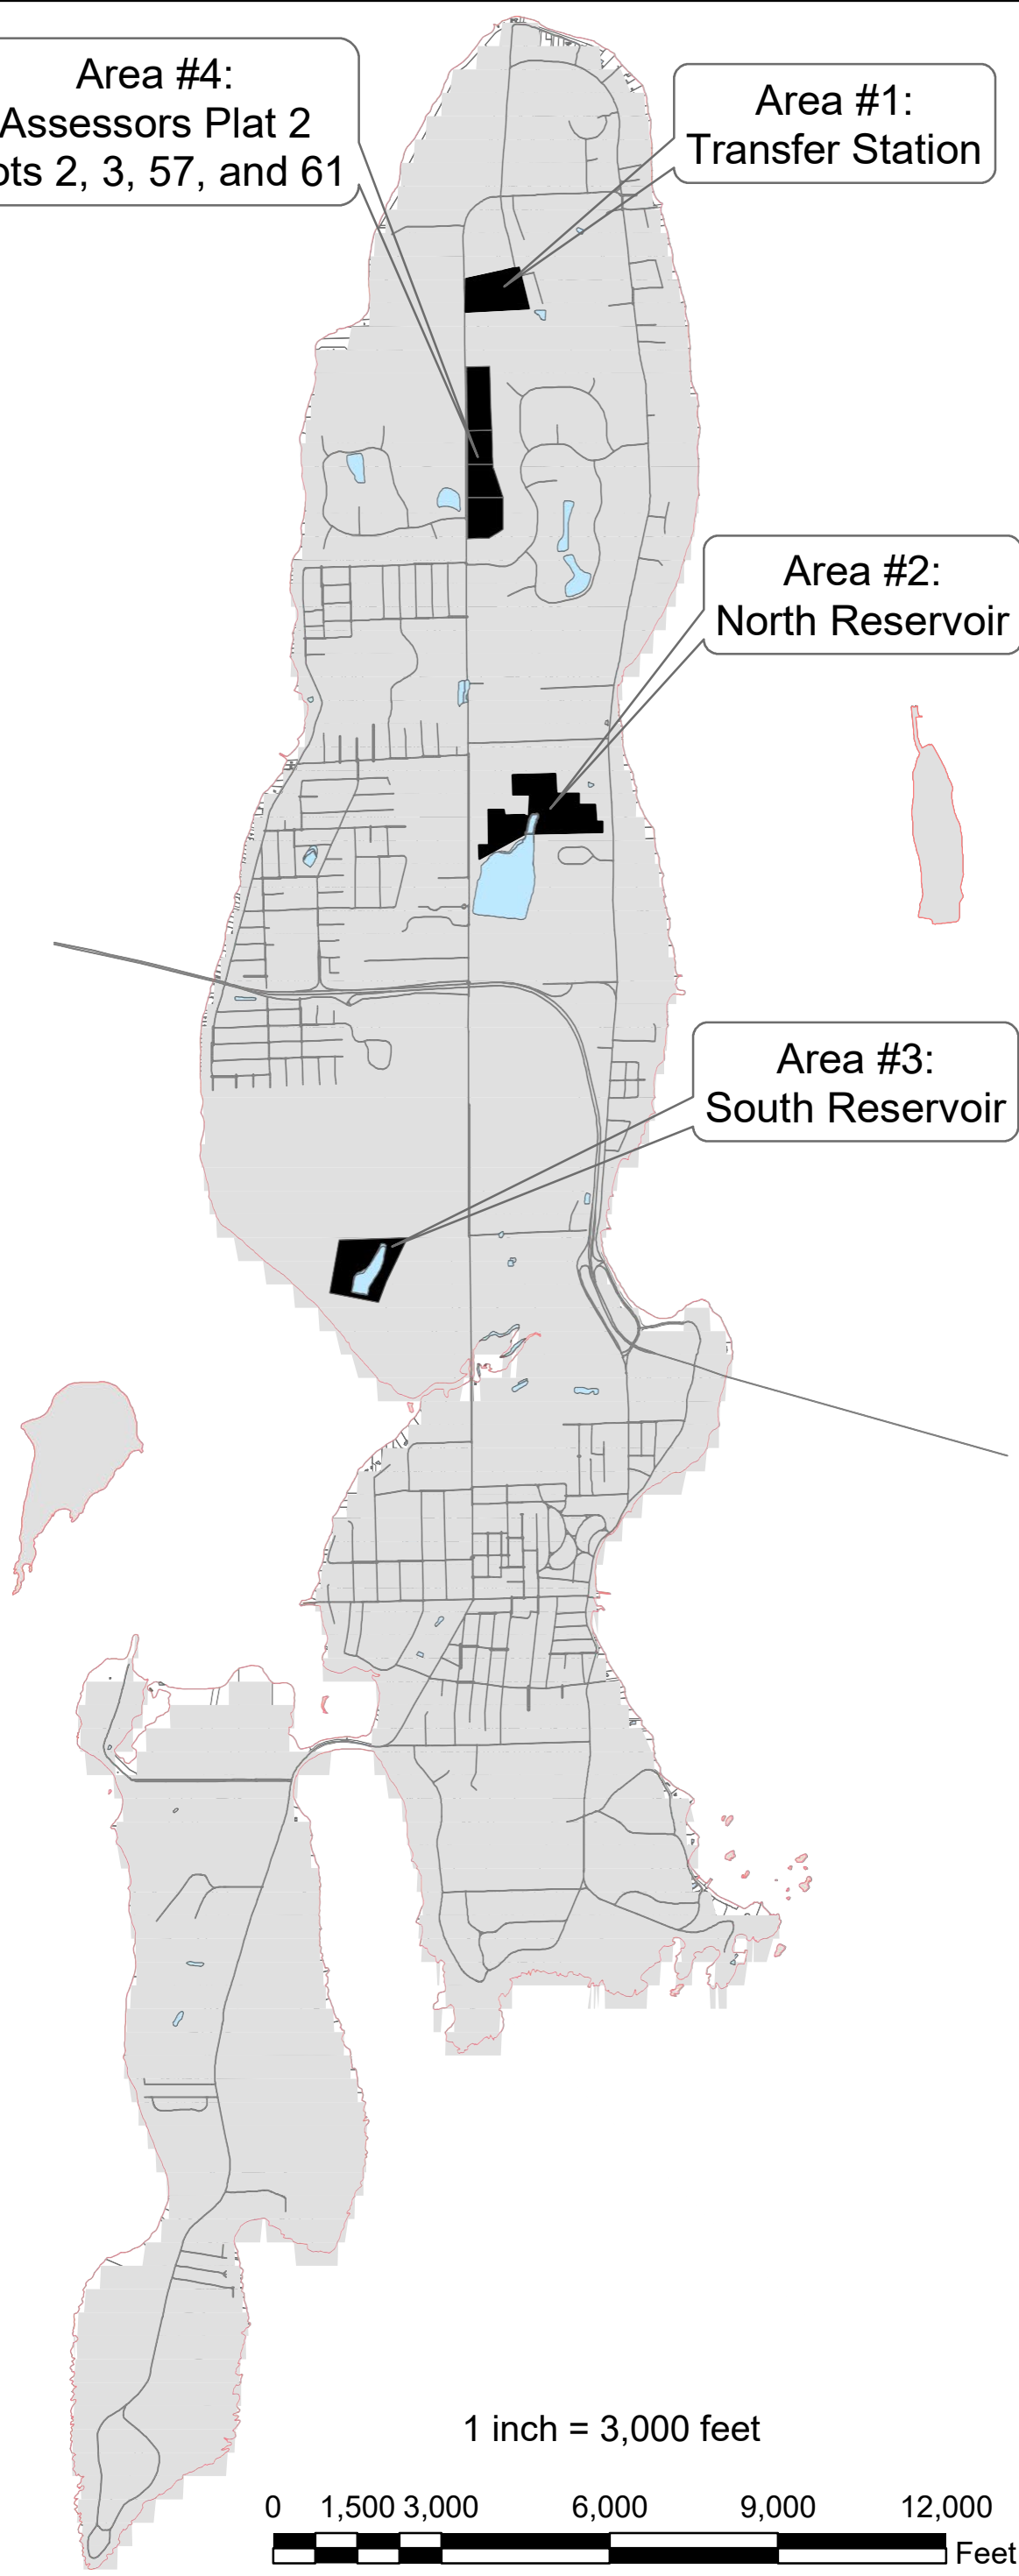 Area #4:
Assessors Plat 2
ots 2, 3, 57, and 61
Area #1:
Transfer Station
Area #2:
North Reservoir
Area #3:
South Reservoir
1 inch = 3,000 feet
0 1,500 3,000 6,000 9,000 12,000
Feet